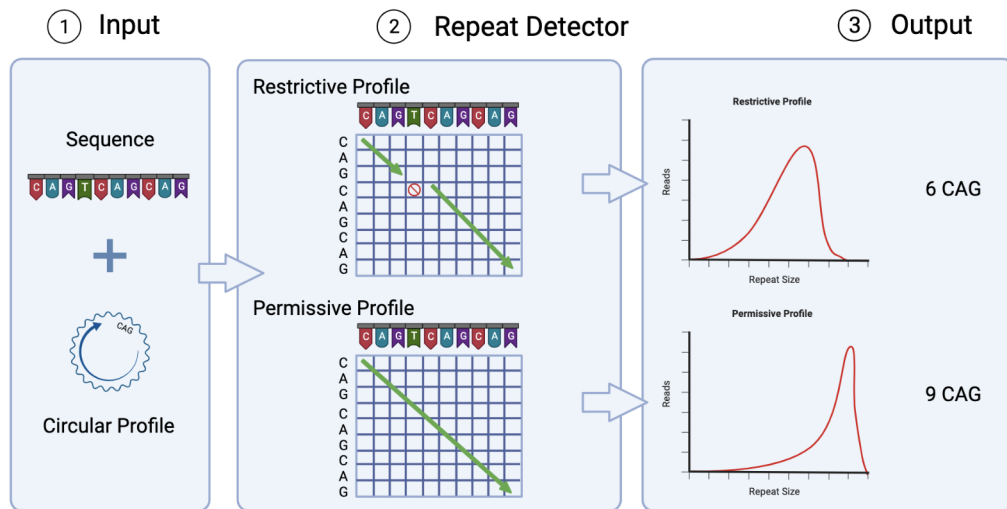 1 Input
2 Repeat Detector
3 Output
Sequence
C A G T C A G C A G
+
CAG
Circular Profile
Restrictive Profile
C A G T C A G C A G
C
A
G
C
A
G
C
A
G
Permissive Profile
C A G T C A G C A G
C
A
G
C
A
G
C
A
G
Restrictive Profile
Reads
Repeat Size
6 CAG
Permissive Profile
Reads
Repeat Size
9 CAG